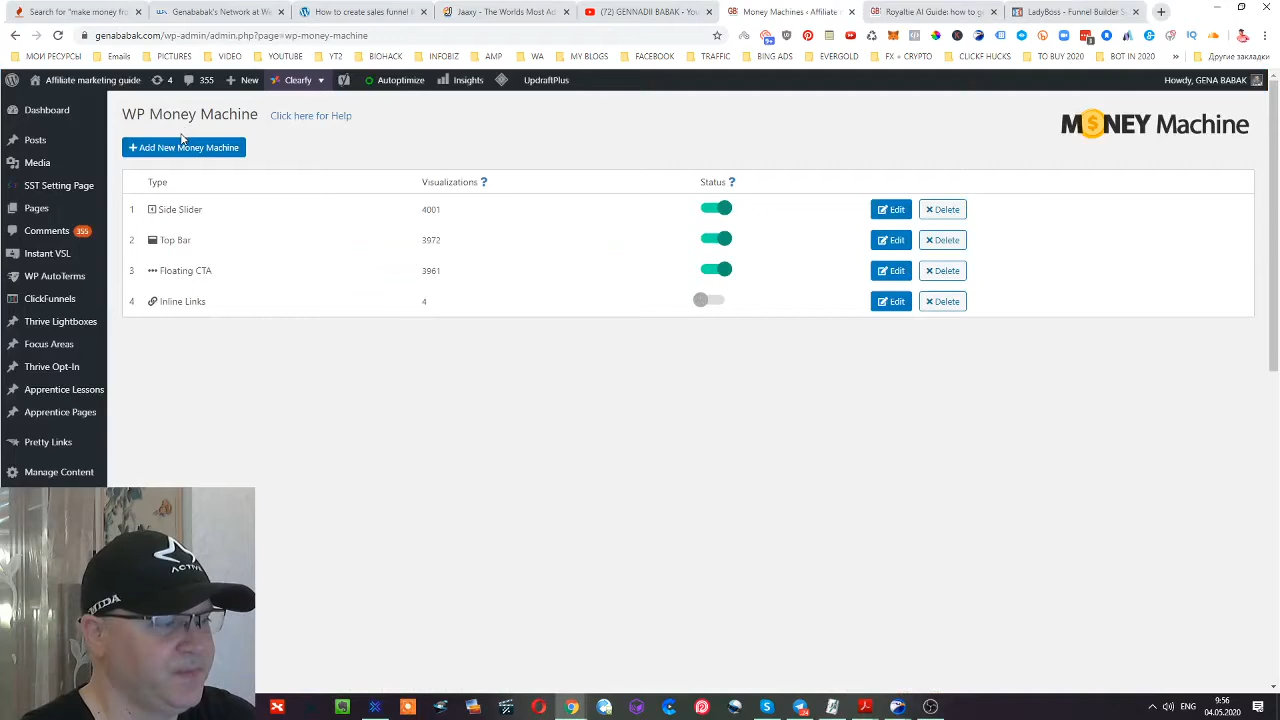 Search for "make money fro
Genababak's Network at We
How to create sales funnel f
Jaaxy - The Worlds Most Ad
(72) GENNADII BABAK - You
Money Machines ‹ Affiliate
Royaltie AI Guide: how to g
LadyBoss - Funnel Builder S
genababak.com/wp-admin/admin.php?page=wp-money-machine
МОИ РЕСУРСЫ Emails PICTURES VIDEO YOUTUBE YT2 BIOHACK INFOBIZ AMP WA MY BLOGS FACEBOOK TRAFFIC BING ADS EVERGOLD FX + CRYPTO CLICKF HUCKS TO BUY 2020 BOT IN 2020 » Другие закладки
Affiliate marketing guide 4 355 + New Clearfy Autoptimize Insights UpdraftPlus Howdy, GENA BABAK
Dashboard
Posts
Media
SST Setting Page
Pages
Comments 355
Instant VSL
WP AutoTerms
ClickFunnels
Thrive Lightboxes
Focus Areas
Thrive Opt-In
Apprentice Lessons
Apprentice Pages
Pretty Links
Manage Content
WP Money Machine Click here for Help
M$NEY Machine
+ Add New Money Machine
Type Visualizations ? Status ?
1 Side Slider 4001 Edit × Delete
2 Top Bar 3972 Edit × Delete
3 Floating CTA 3961 Edit × Delete
4 Inline Links 4 Edit × Delete
ACTIVE
ENG
9:56
04.05.2020